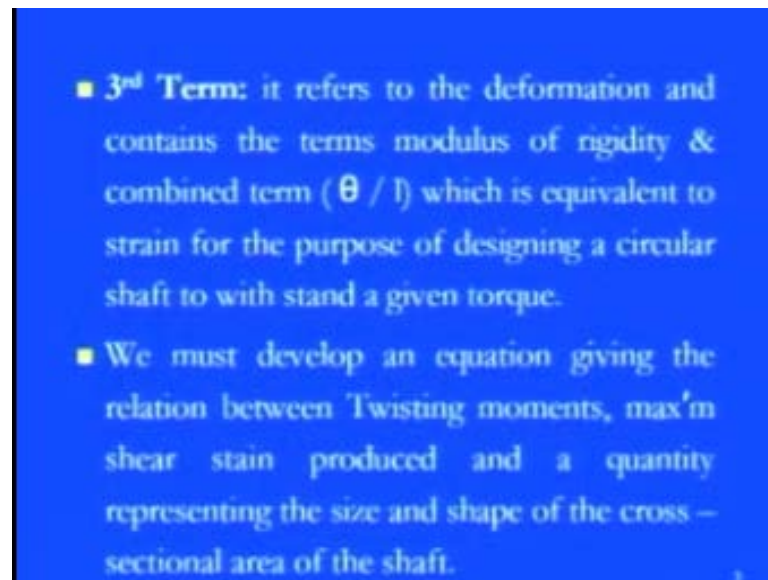 3rd Term: it refers to the deformation and
contains the terms modulus of rigidity &
combined term ( θ / l) which is equivalent to
strain for the purpose of designing a circular
shaft to with stand a given torque.
We must develop an equation giving the
relation between Twisting moments, max'm
shear stain produced and a quantity
representing the size and shape of the cross –
sectional area of the shaft.